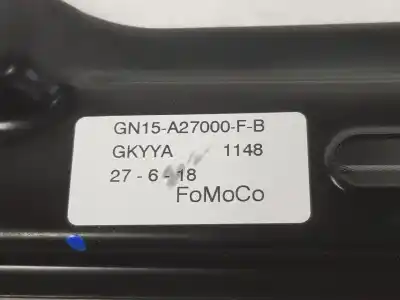 GN15-A27000-F-B
GKYYA 1148
27-6-18
FoMoCo